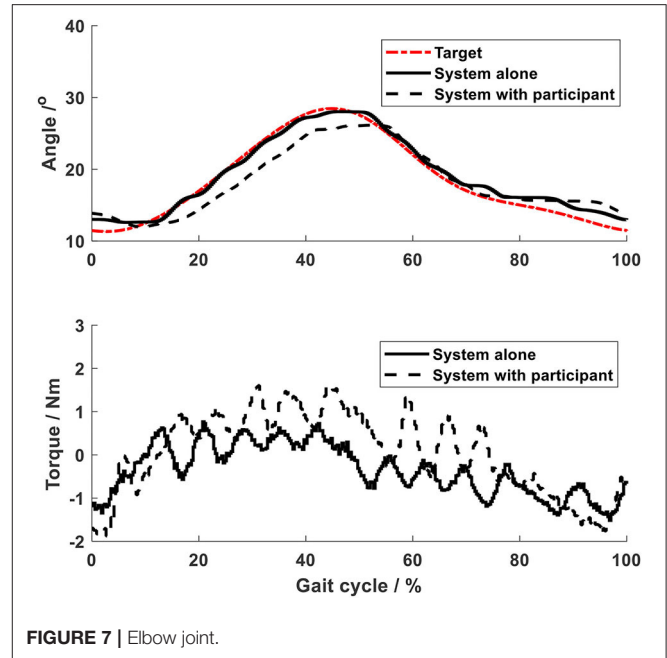 40
30
20
10
Angle /°
Target
System alone
System with participant
0 20 40 60 80 100
3
2
1
0
-1
-2
Torque / Nm
System alone
System with participant
0 20 40 60 80 100
Gait cycle / %
FIGURE 7 | Elbow joint.